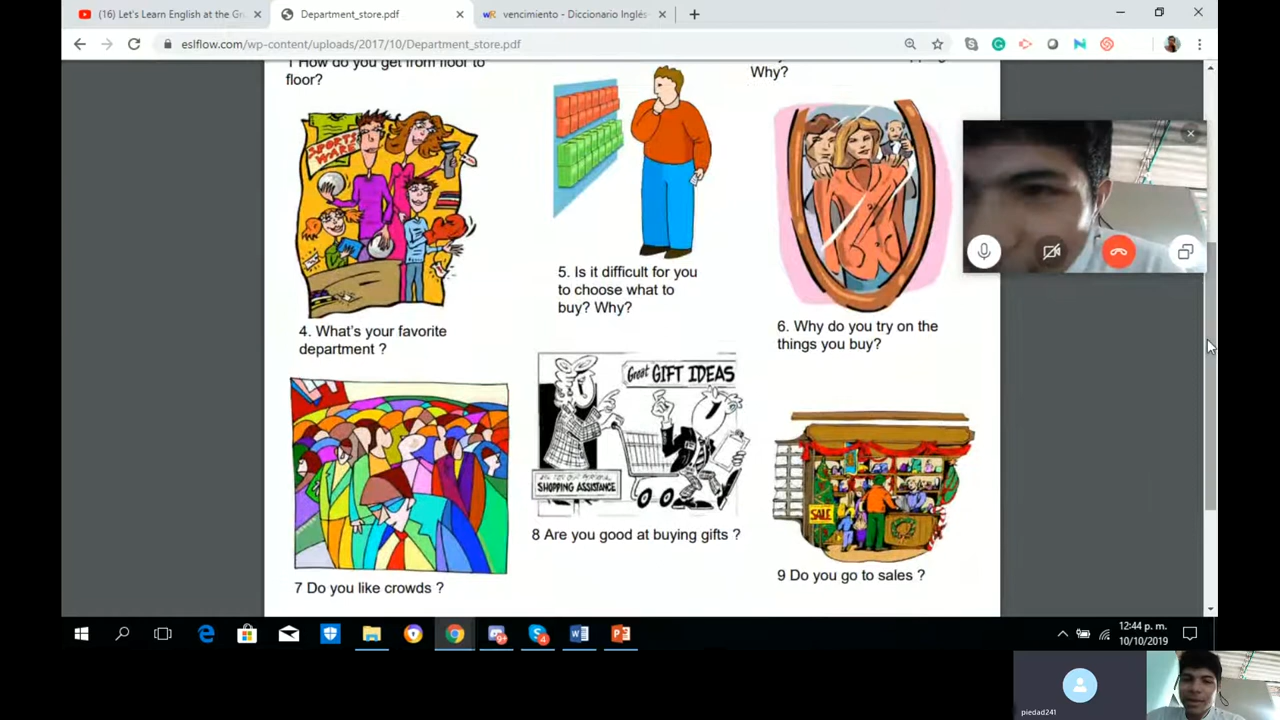 (16) Let's Learn English at the Gr
Department_store.pdf
vencimiento - Diccionario Inglés-
eslflow.com/wp-content/uploads/2017/10/Department_store.pdf
1 How do you get from floor to
floor?
Why?
SPORTS
WARE
4. What's your favorite
department ?
5. Is it difficult for you
to choose what to
buy? Why?
6. Why do you try on the
things you buy?
7 Do you like crowds ?
Great GIFT IDEAS
SHOPPING ASSISTANCE
8 Are you good at buying gifts ?
SALE
9 Do you go to sales ?
12:44 p. m.
10/10/2019
piedad241